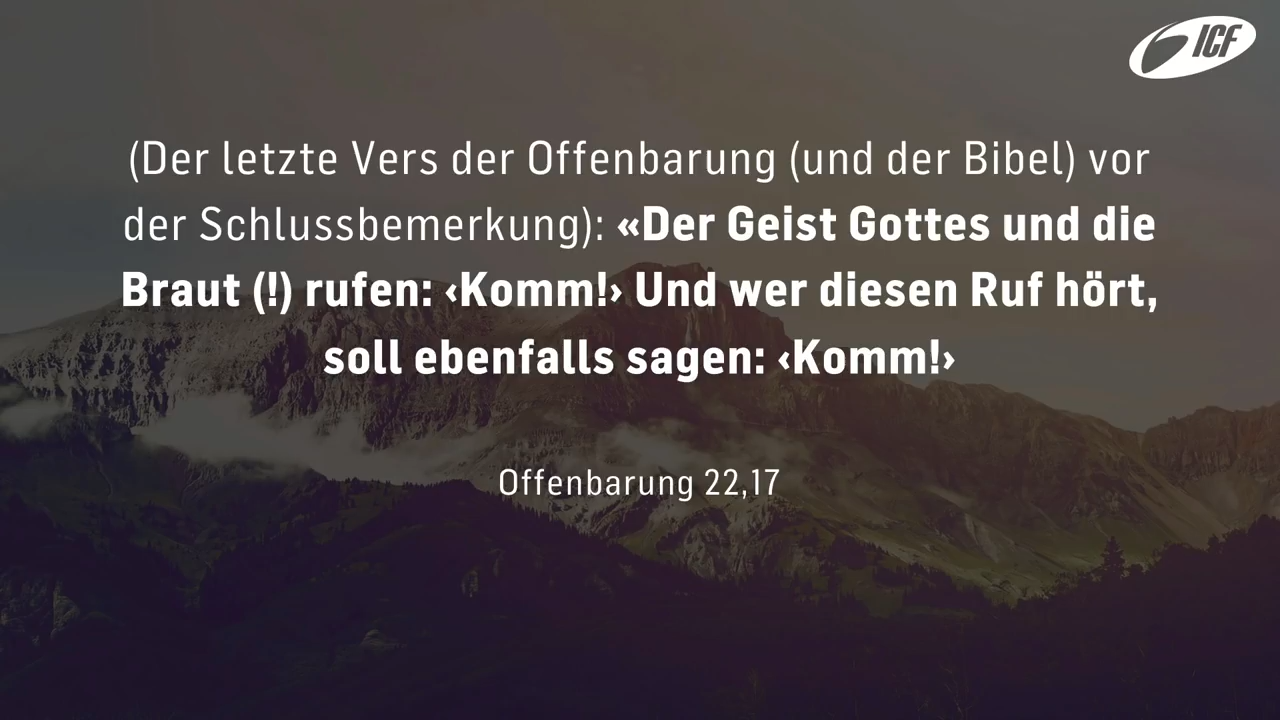 ICF
(Der letzte Vers der Offenbarung (und der Bibel) vor
der Schlussbemerkung): «Der Geist Gottes und die
Braut (!) rufen: ‹Komm!› Und wer diesen Ruf hört,
soll ebenfalls sagen: ‹Komm!›
Offenbarung 22,17